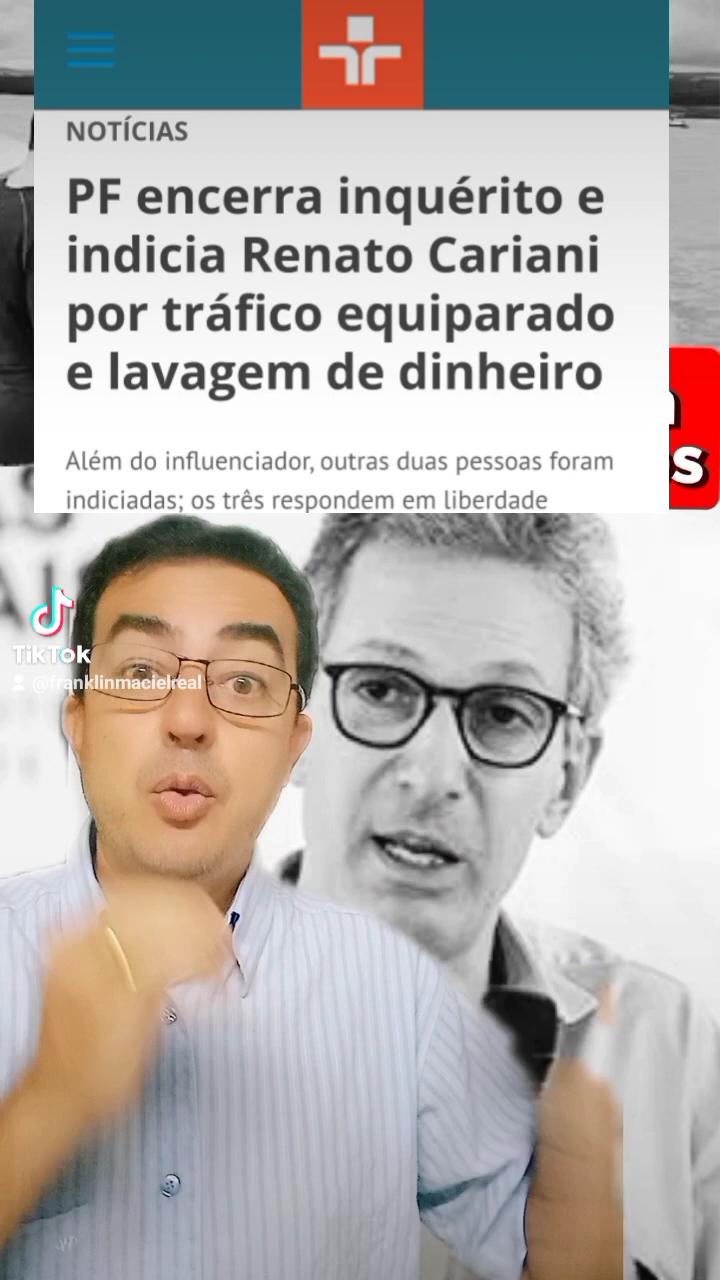 NOTÍCIAS
PF encerra inquérito e
indicia Renato Cariani
por tráfico equiparado
e lavagem de dinheiro
Além do influenciador, outras duas pessoas foram
indiciadas; os três respondem em liberdade
TikTok
@franklinmacielreal